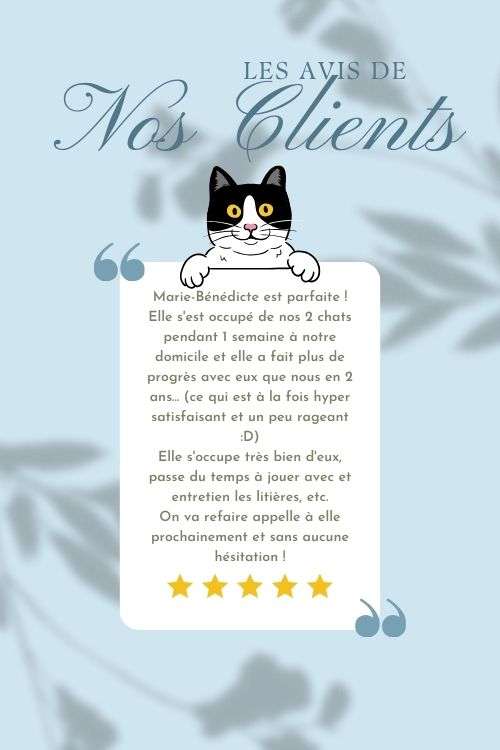 LES AVIS DE
Nos Clients
“
Marie-Bénédicte est parfaite !
Elle s'est occupé de nos 2 chats
pendant 1 semaine à notre
domicile et elle a fait plus de
progrès avec eux que nous en 2
ans... (ce qui est à la fois hyper
satisfaisant et un peu rageant
:D)
Elle s'occupe très bien d'eux,
passe du temps à jouer avec et
entretien les litières, etc.
On va refaire appelle à elle
prochainement et sans aucune
hésitation !
”